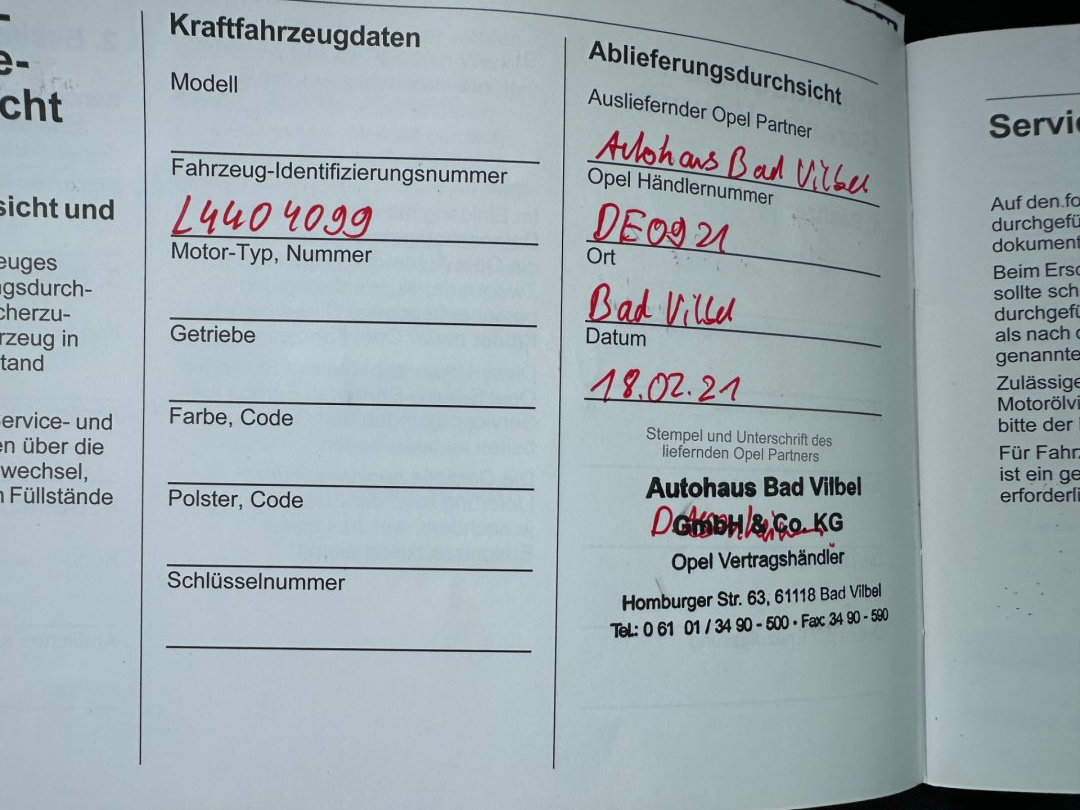 e-
cht
sicht und
euges
ngsdurch-
cherzu-
rzeug in
tand
Service- und
en über die
wechsel,
n Füllstände
Kraftfahrzeugdaten
Modell
Fahrzeug-Identifizierungsnummer
L4404099
Motor-Typ, Nummer
Getriebe
Farbe, Code
Polster, Code
Schlüsselnummer
Ablieferungsdurchsicht
Ausliefernder Opel Partner
Autohaus Bad Vilbel
Opel Händlernummer
DE0921
Ort
Bad Vilbel
Datum
18.02.21
Stempel und Unterschrift des
liefernden Opel Partners
Autohaus Bad Vilbel
GmbH & Co. KG
Opel Vertragshändler
Homburger Str. 63, 61118 Bad Vilbel
Tel.: 0 61 01 / 34 90 - 500 • Fax: 34 90 - 590
Servic
Auf den fo
durchgefü
dokument
Beim Ersc
sollte sch
durchgefü
als nach d
genannte
Zulässige
Motorölvi
bitte der
Für Fahrz
ist ein ge
erforderli